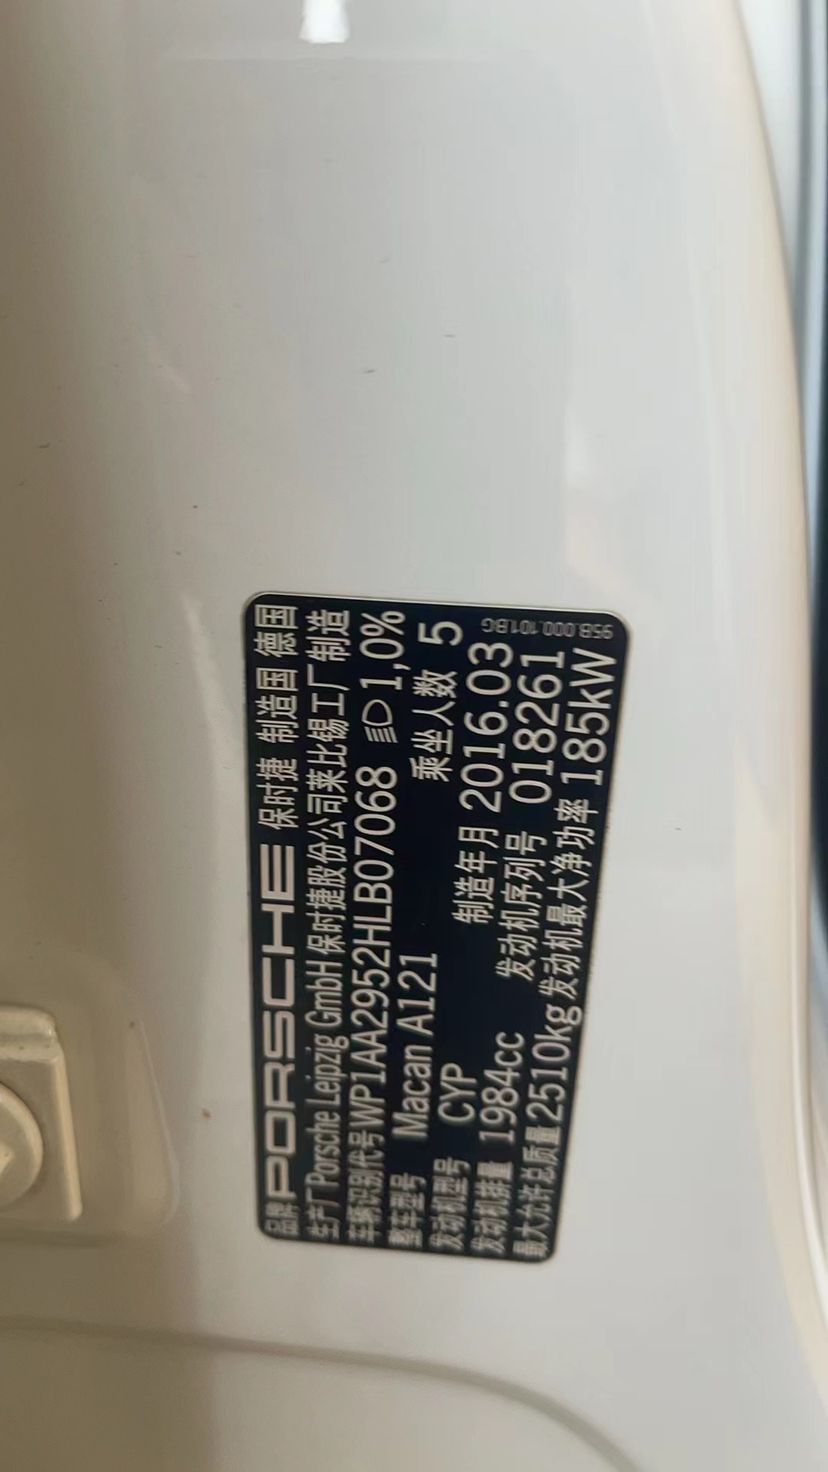 品牌 PORSCHE 保时捷 制造国 德国
生产厂 Porsche Leipzig GmbH 保时捷股份公司莱比锡工厂制造
车辆识别代号 WP1AA2952HLB07068 1,0%
整车型号 Macan A121 乘坐人数 5
发动机型号 CYP 制造年月 2016.03
发动机排量 1984cc 发动机序列号 018261
最大允许总质量 2510kg 发动机最大净功率 185kW
95B.000.101.BG